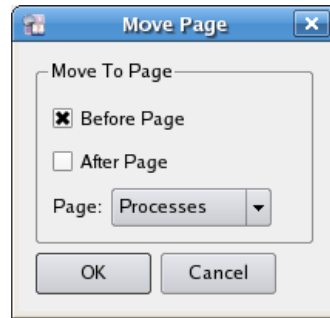 Move Page
Move To Page
Before Page
After Page
Page: Processes
OK Cancel